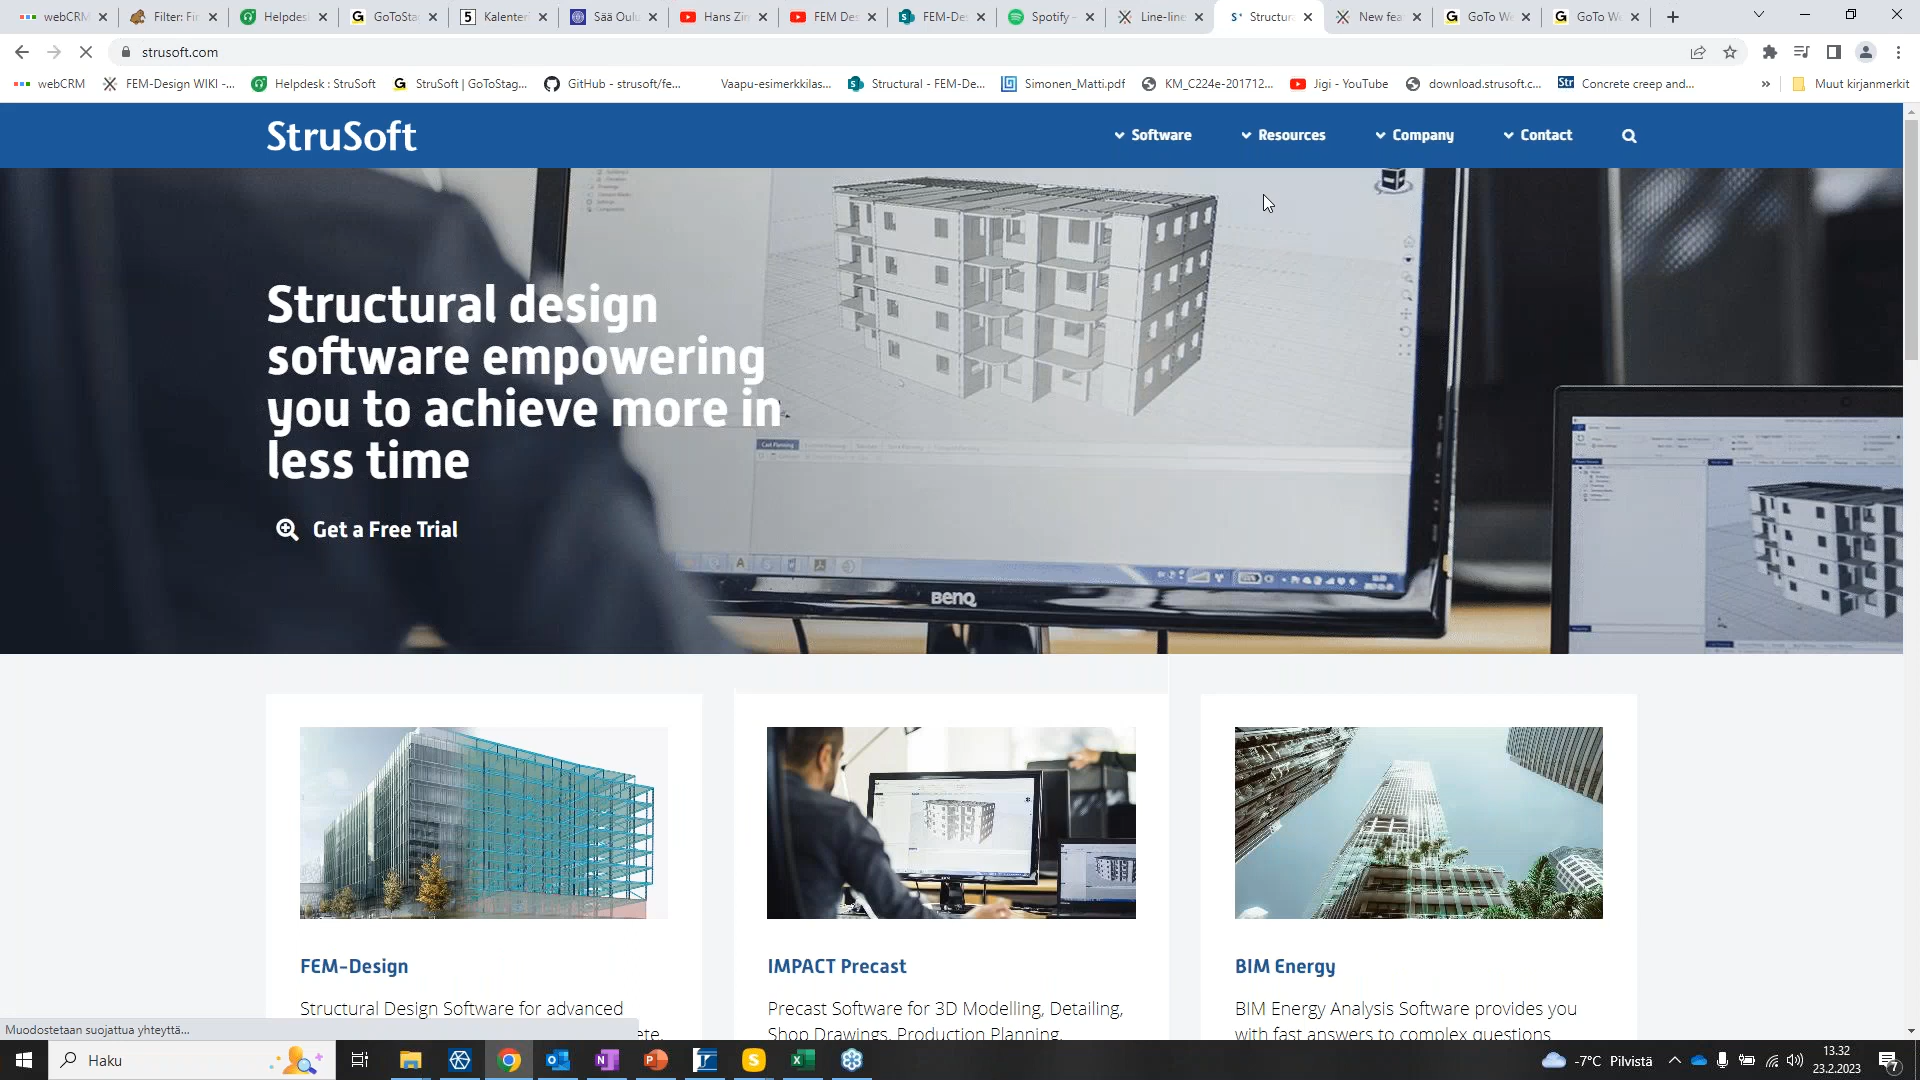 webCRM
Filter: Fi
Helpdes
GoToSta
Kalenter
Sää Oulu
Hans Zi
FEM De
FEM-De
Spotify –
Line-line
Structur
New fea
GoTo W
GoTo W
strusoft.com
webCRM
FEM-Design WIKI -...
Helpdesk : StruSoft
StruSoft | GoToStag...
GitHub - strusoft/fe...
Vaapu-esimerkkilas...
Structural - FEM-De...
Simonen_Matti.pdf
KM_C224e-201712...
Jigi - YouTube
download.strusoft.c...
Concrete creep and...
»
Muut kirjanmerkit
StruSoft
Software
Resources
Company
Contact
Structural design
software empowering
you to achieve more in
less time
Get a Free Trial
BenQ
FEM-Design
IMPACT Precast
BIM Energy
Structural Design Software for advanced
Precast Software for 3D Modelling, Detailing,
Shop Drawings, Production Planning,
BIM Energy Analysis Software provides you
with fast answers to complex questions
Muodostetaan suojattua yhteyttä...
Haku
-7°C Pilvistä
13.32
23.2.2023
7